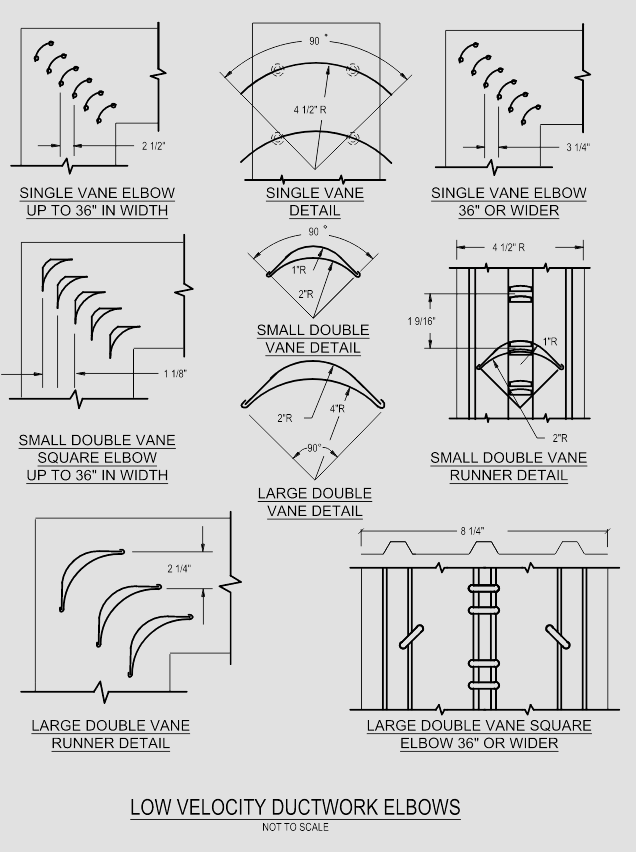 2 1/2"
SINGLE VANE ELBOW
UP TO 36" IN WIDTH
90 °
4 1/2" R
SINGLE VANE
DETAIL
3 1/4"
SINGLE VANE ELBOW
36" OR WIDER
1 1/8"
SMALL DOUBLE VANE
SQUARE ELBOW
UP TO 36" IN WIDTH
90 °
1"R
2"R
SMALL DOUBLE
VANE DETAIL
2"R
4"R
90°
LARGE DOUBLE
VANE DETAIL
4 1/2" R
1 9/16"
1"R
2"R
SMALL DOUBLE VANE
RUNNER DETAIL
2 1/4"
LARGE DOUBLE VANE
RUNNER DETAIL
8 1/4"
LARGE DOUBLE VANE SQUARE
ELBOW 36" OR WIDER
LOW VELOCITY DUCTWORK ELBOWS
NOT TO SCALE